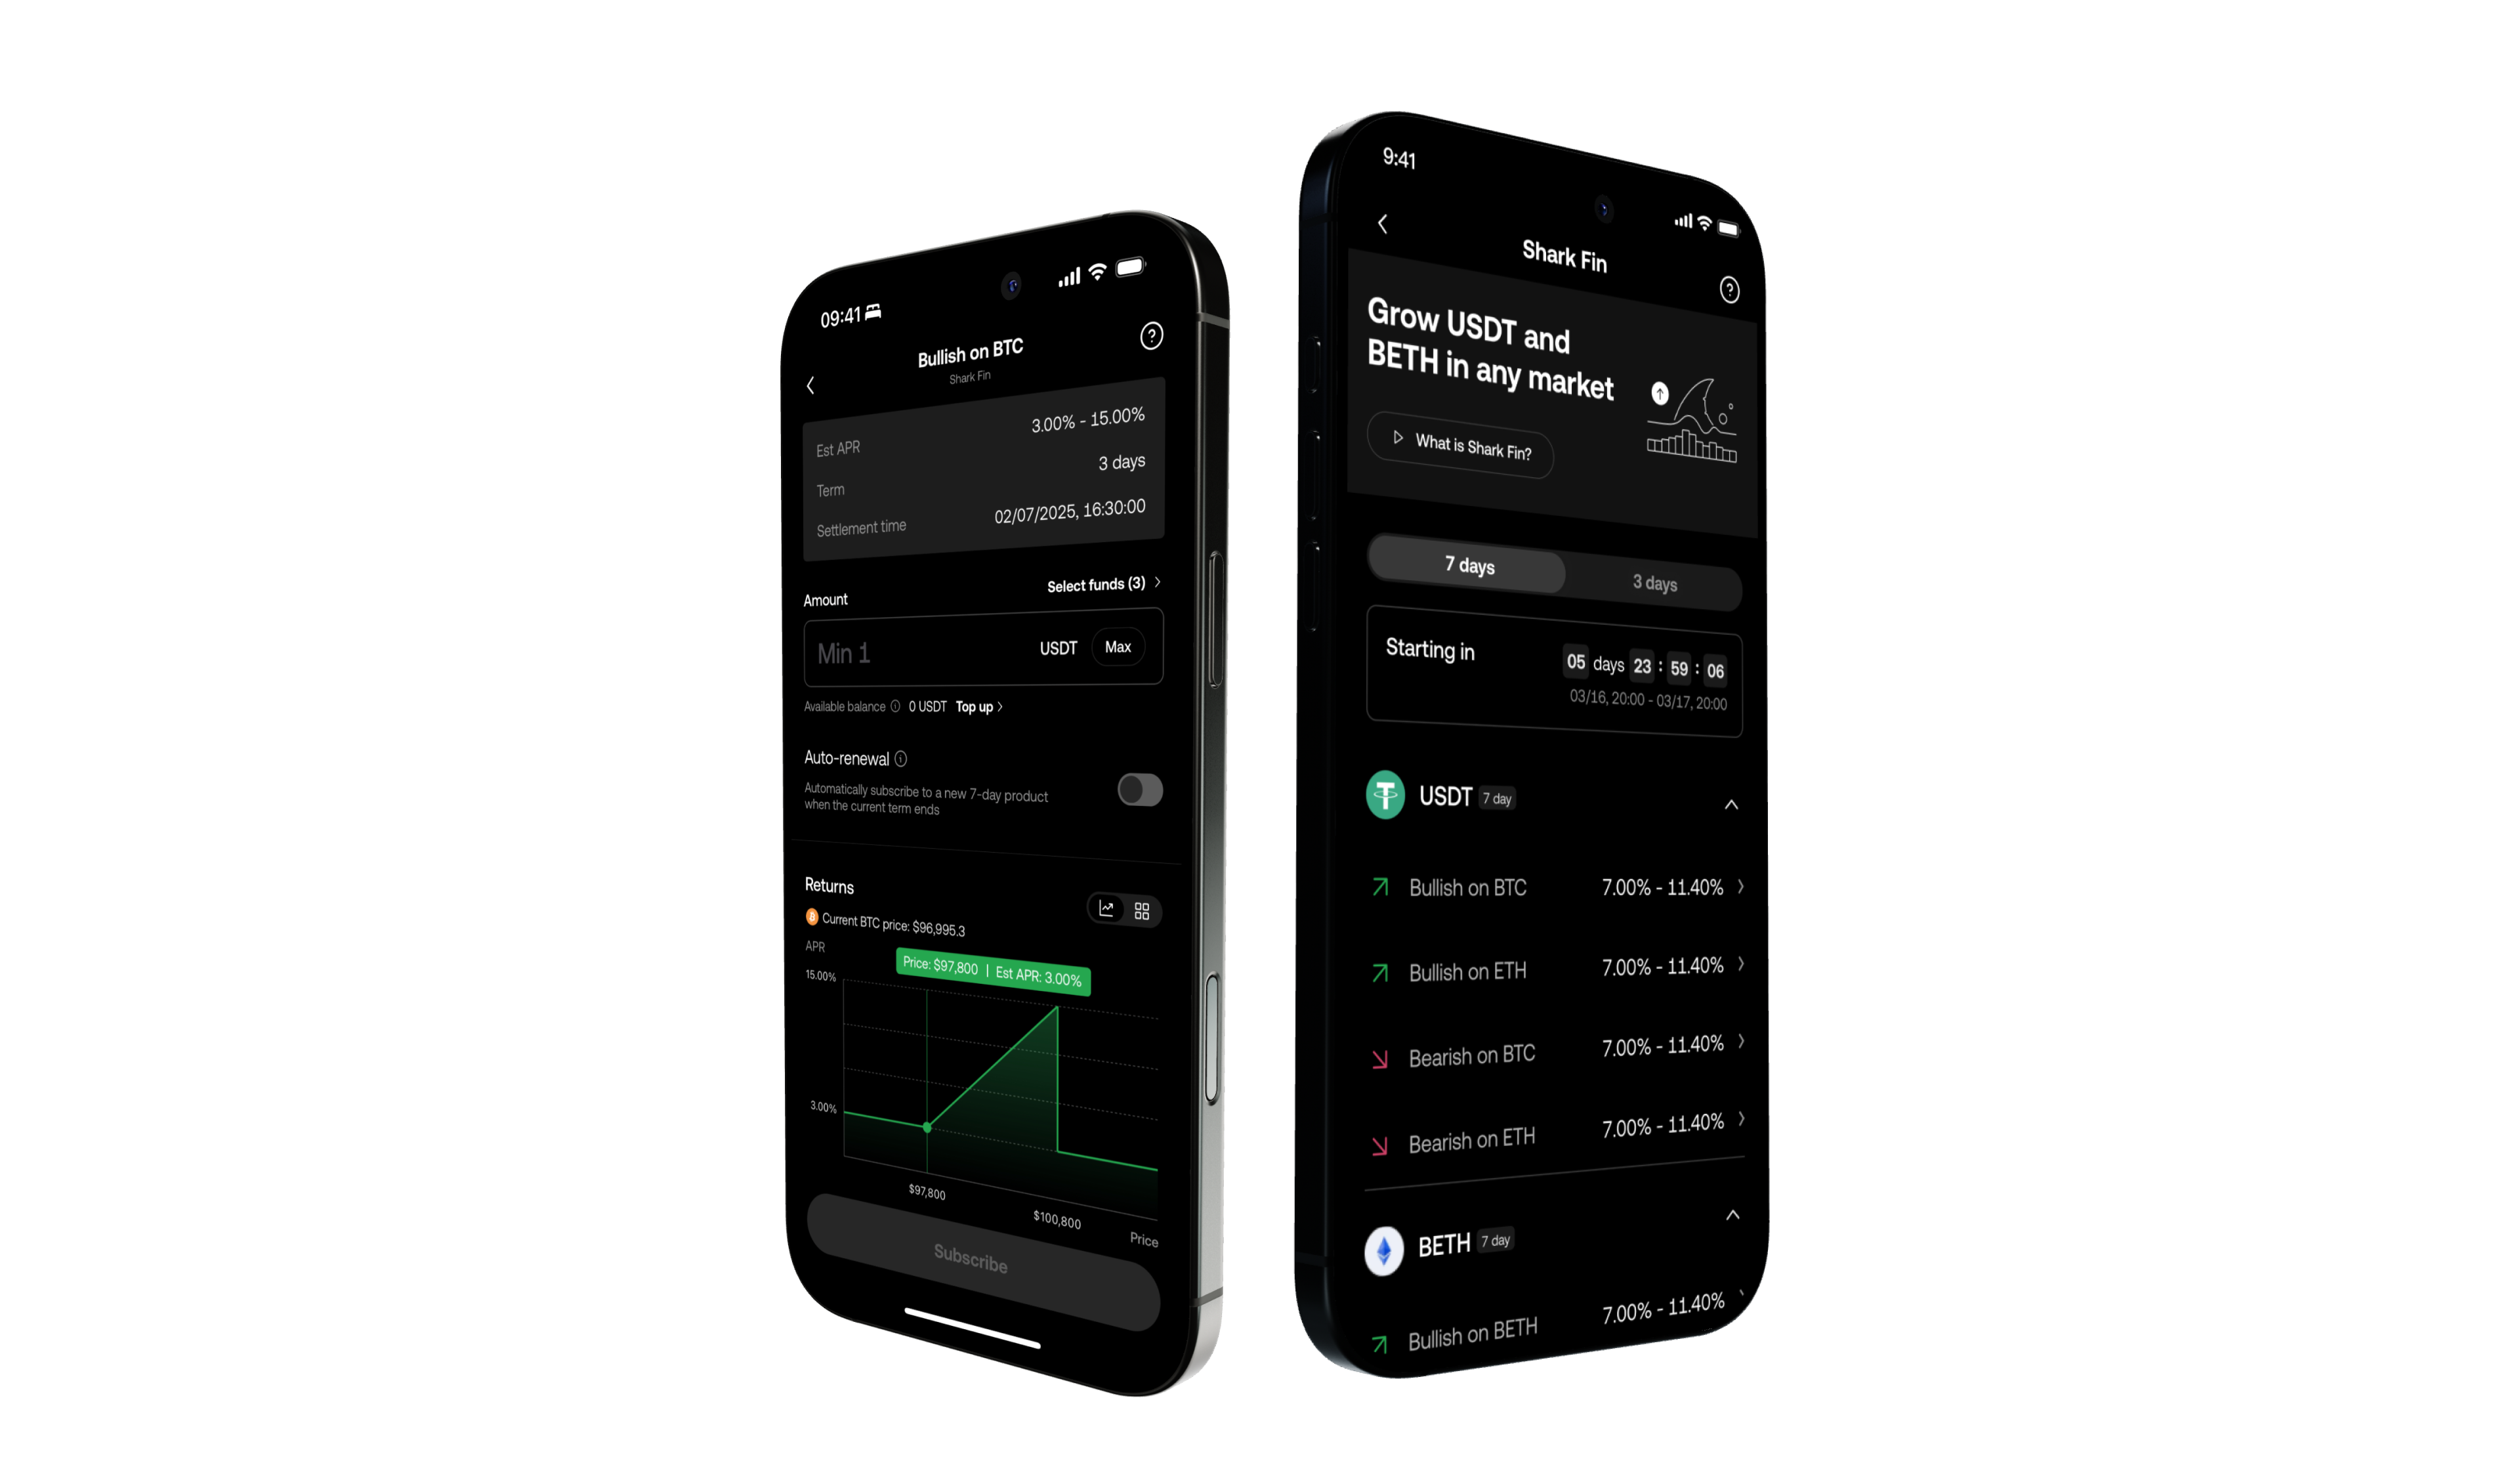 09:41
Bullish on BTC
Shark Fin
Est APR 3.00% - 15.00%
Term 3 days
Settlement time 02/07/2025, 16:30:00
Amount Select funds (3)
Min 1 USDT Max
Available balance 0 USDT Top up
Auto-renewal
Automatically subscribe to a new 7-day product
when the current term ends
Returns
Current BTC price: $96,995.3
APR
Price: $97,800 | Est APR: 3.00%
15.00%
3.00%
$97,800
$100,800
Price
Subscribe
9:41
Shark Fin
Grow USDT and
BETH in any market
What is Shark Fin?
7 days 3 days
Starting in 05 days 23 : 59 : 06
03/16, 20:00 - 03/17, 20:00
USDT 7 day
Bullish on BTC 7.00% - 11.40%
Bullish on ETH 7.00% - 11.40%
Bearish on BTC 7.00% - 11.40%
Bearish on ETH 7.00% - 11.40%
BETH 7 day
Bullish on BETH 7.00% - 11.40%